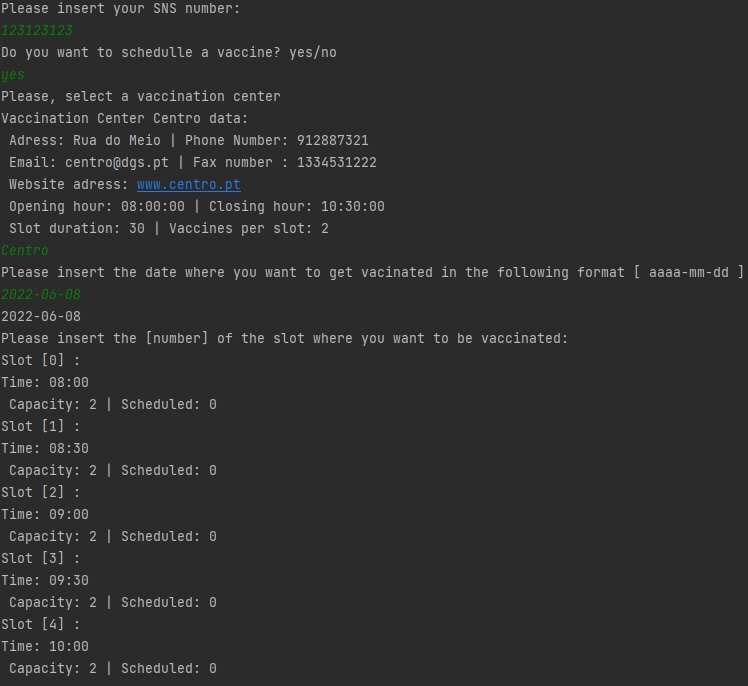 Please insert your SNS number:
123123123
Do you want to schedulle a vaccine? yes/no
yes
Please, select a vaccination center
Vaccination Center Centro data:
Adress: Rua do Meio | Phone Number: 912887321
Email: centro@dgs.pt | Fax number : 1334531222
Website adress: www.centro.pt
Opening hour: 08:00:00 | Closing hour: 10:30:00
Slot duration: 30 | Vaccines per slot: 2
Centro
Please insert the date where you want to get vacinated in the following format [ aaaa-mm-dd ]
2022-06-08
2022-06-08
Please insert the [number] of the slot where you want to be vaccinated:
Slot [0] :
Time: 08:00
Capacity: 2 | Scheduled: 0
Slot [1] :
Time: 08:30
Capacity: 2 | Scheduled: 0
Slot [2] :
Time: 09:00
Capacity: 2 | Scheduled: 0
Slot [3] :
Time: 09:30
Capacity: 2 | Scheduled: 0
Slot [4] :
Time: 10:00
Capacity: 2 | Scheduled: 0